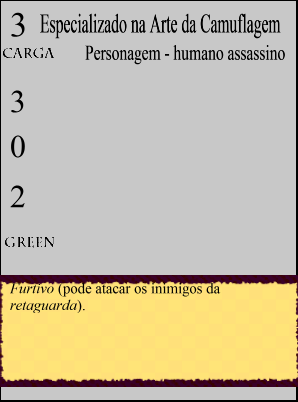 3 Especializado na Arte da Camuflagem
CARGA Personagem - humano assassino
3
0
2
GREEN
Furtivo (pode atacar os inimigos da
retaguarda).